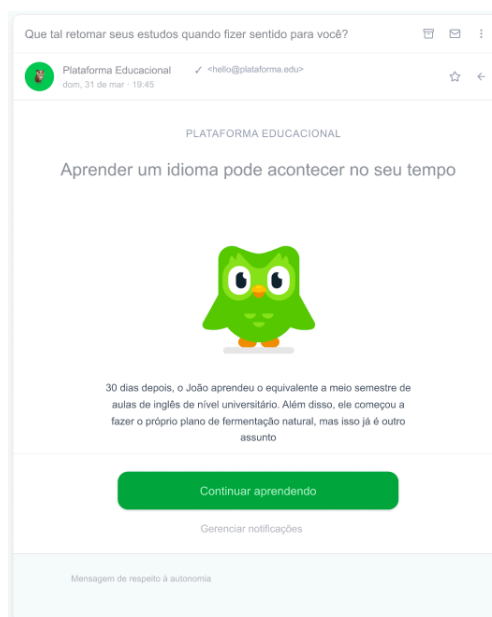 Que tal retomar seus estudos quando fizer sentido para você?
Plataforma Educacional ✓ <hello@plataforma.edu>
dom, 31 de mar · 19:45
PLATAFORMA EDUCACIONAL
Aprender um idioma pode acontecer no seu tempo
30 dias depois, o João aprendeu o equivalente a meio semestre de
aulas de inglês de nível universitário. Além disso, ele começou a
fazer o próprio plano de fermentação natural, mas isso já é outro
assunto
Continuar aprendendo
Gerenciar notificações
Mensagem de respeito à autonomia